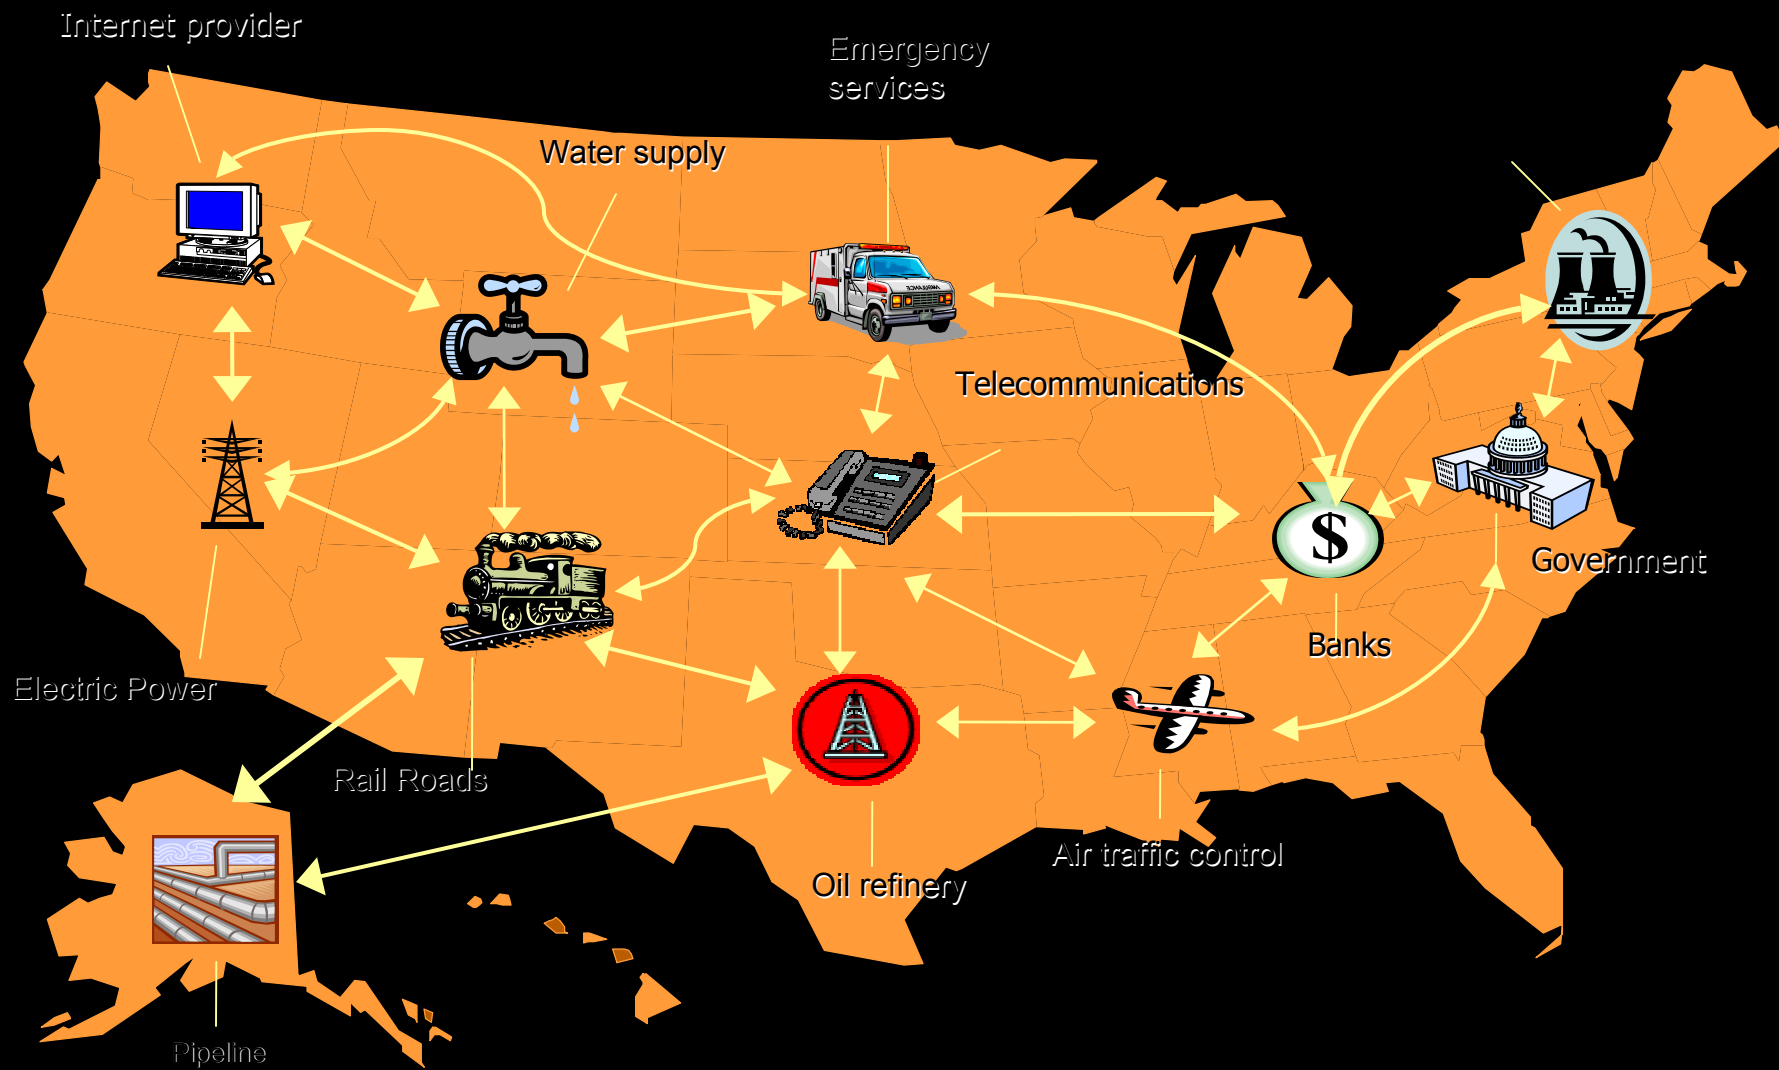 Internet provider
Emergency
services
Water supply
Telecommunications
$
Government
Banks
Electric Power
Rail Roads
Air traffic control
Oil refinery
Pipeline